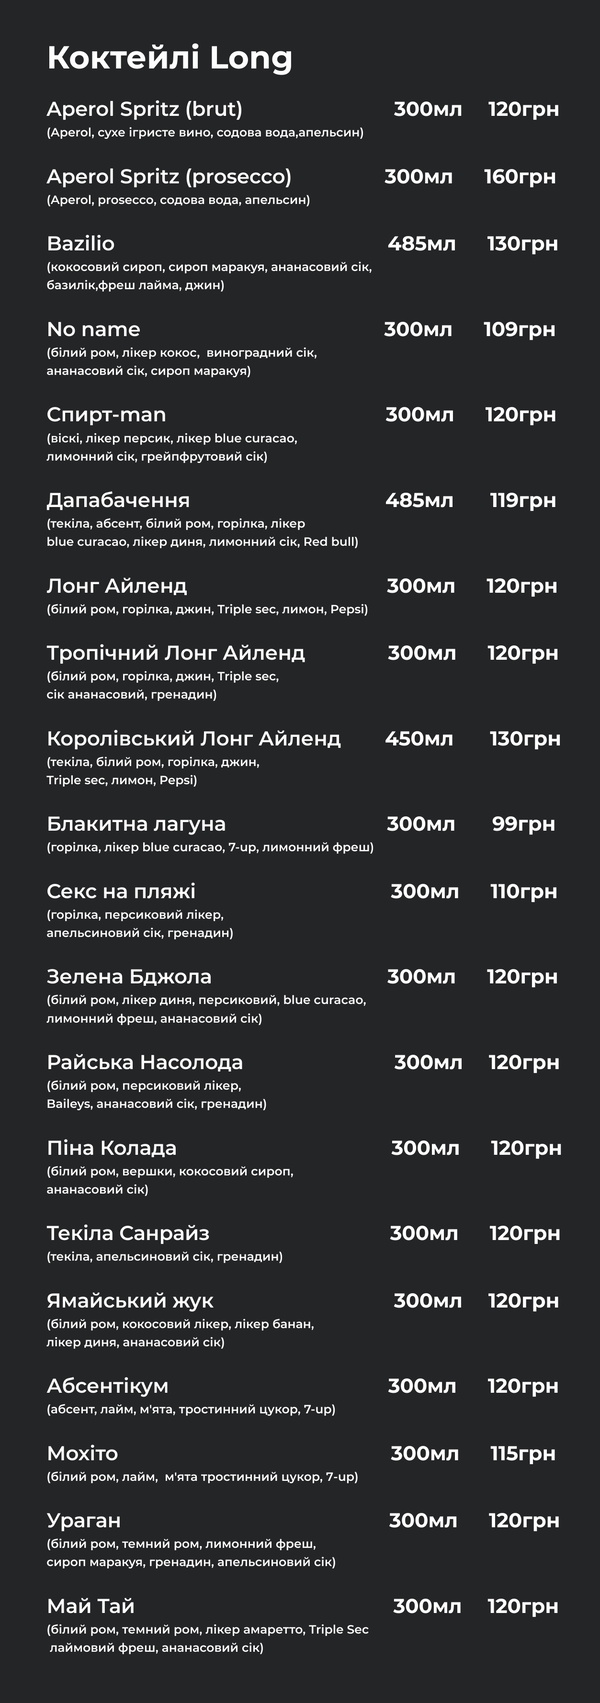 Коктейлі Long
Aperol Spritz (brut) 300мл 120грн
(Aperol, сухе ігристе вино, содова вода,апельсин)
Aperol Spritz (prosecco) 300мл 160грн
(Aperol, prosecco, содова вода, апельсин)
Bazilio 485мл 130грн
(кокосовий сироп, сироп маракуя, ананасовий сік,
базилік,фреш лайма, джин)
No name 300мл 109грн
(білий ром, лікер кокос, виноградний сік,
ананасовий сік, сироп маракуя)
Спирт-man 300мл 120грн
(віскі, лікер персик, лікер blue curacao,
лимонний сік, грейпфрутовий сік)
Дапабачення 485мл 119грн
(текіла, абсент, білий ром, горілка, лікер
blue curacao, лікер диня, лимонний сік, Red bull)
Лонг Айленд 300мл 120грн
(білий ром, горілка, джин, Triple sec, лимон, Pepsi)
Тропічний Лонг Айленд 300мл 120грн
(білий ром, горілка, джин, Triple sec,
сік ананасовий, гренадин)
Королівський Лонг Айленд 450мл 130грн
(текіла, білий ром, горілка, джин,
Triple sec, лимон, Pepsi)
Блакитна лагуна 300мл 99грн
(горілка, лікер blue curacao, 7-up, лимонний фреш)
Секс на пляжі 300мл 110грн
(горілка, персиковий лікер,
апельсиновий сік, гренадин)
Зелена Бджола 300мл 120грн
(білий ром, лікер диня, персиковий, blue curacao,
лимонний фреш, ананасовий сік)
Райська Насолода 300мл 120грн
(білий ром, персиковий лікер,
Baileys, ананасовий сік, гренадин)
Піна Колада 300мл 120грн
(білий ром, вершки, кокосовий сироп,
ананасовий сік)
Текіла Санрайз 300мл 120грн
(текіла, апельсиновий сік, гренадин)
Ямайський жук 300мл 120грн
(білий ром, кокосовий лікер, лікер банан,
лікер диня, ананасовий сік)
Абсентікум 300мл 120грн
(абсент, лайм, м'ята, тростинний цукор, 7-up)
Мохіто 300мл 115грн
(білий ром, лайм, м'ята тростинний цукор, 7-up)
Ураган 300мл 120грн
(білий ром, темний ром, лимонний фреш,
сироп маракуя, гренадин, апельсиновий сік)
Май Тай 300мл 120грн
(білий ром, темний ром, лікер амаретто, Triple Sec
лаймовий фреш, ананасовий сік)